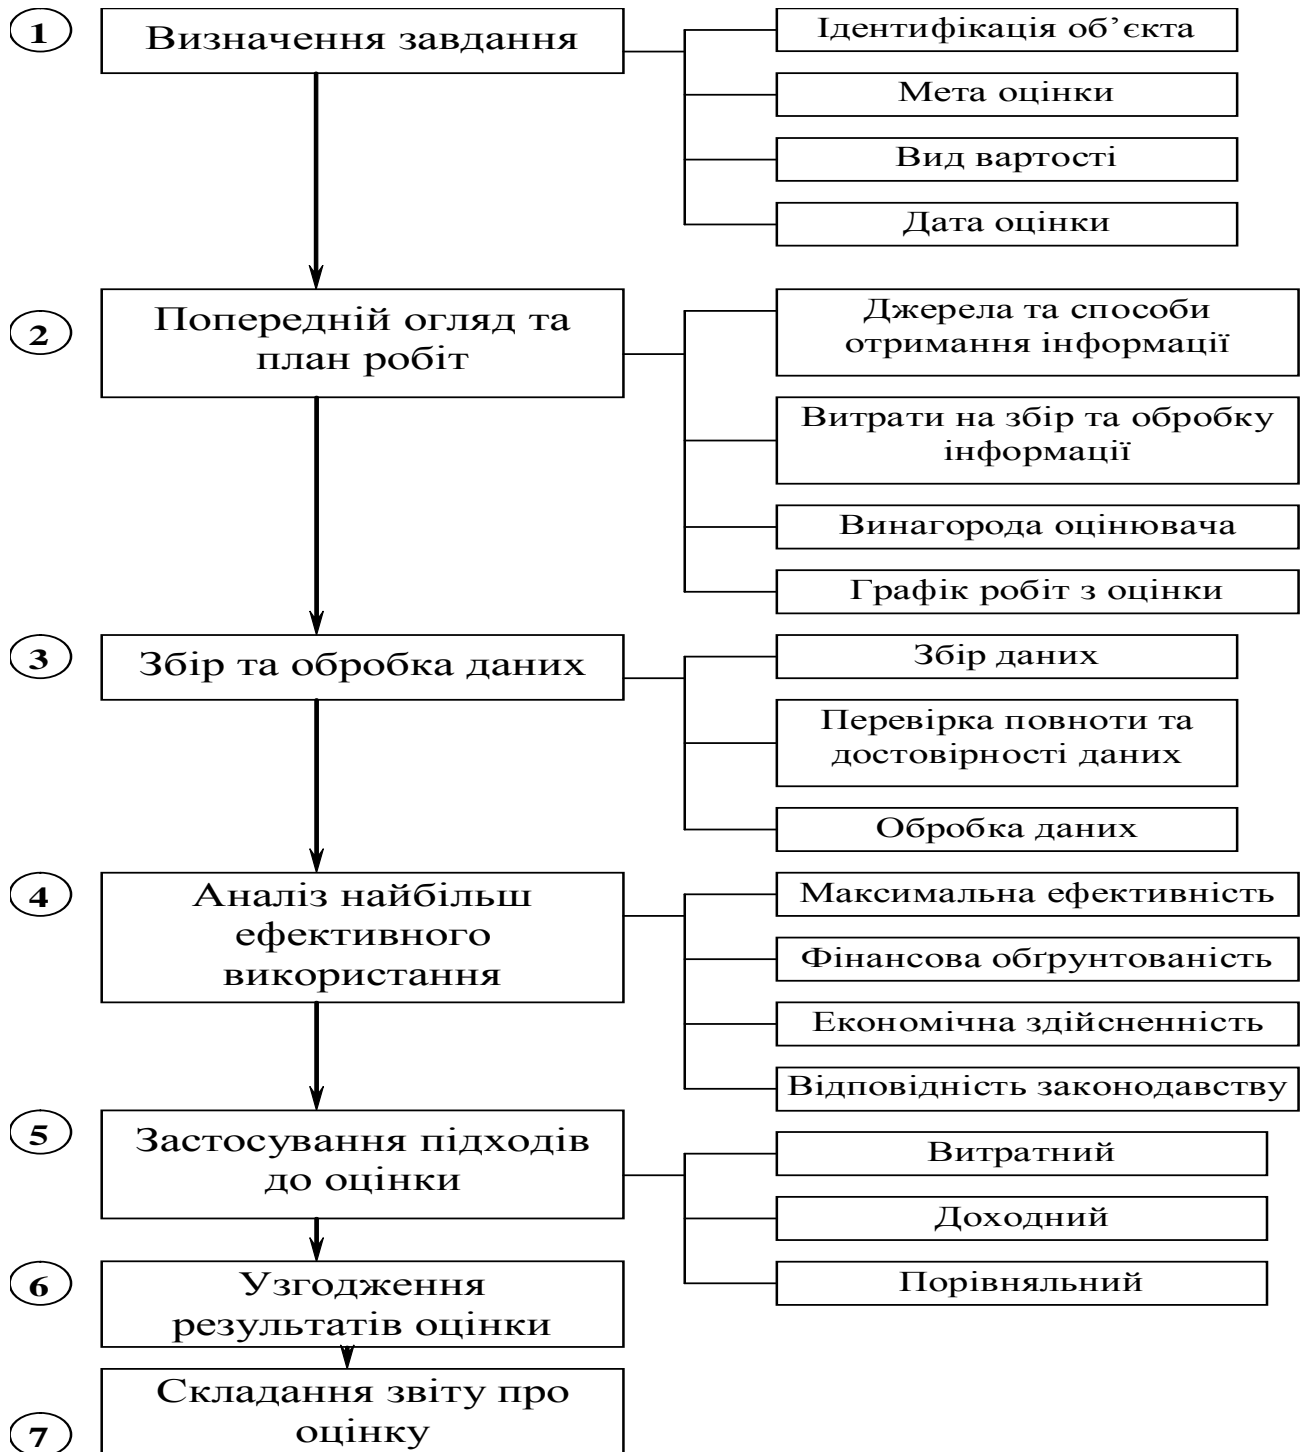 1
Визначення завдання
Ідентифікація об’єкта
Мета оцінки
Вид вартості
Дата оцінки
2
Попередній огляд та
план робіт
Джерела та способи
отримання інформації
Витрати на збір та обробку
інформації
Винагорода оцінювача
Графік робіт з оцінки
3
Збір та обробка даних
Збір даних
Перевірка повноти та
достовірності даних
Обробка даних
4
Аналіз найбільш
ефективного
використання
Максимальна ефективність
Фінансова обґрунтованість
Економічна здійсненність
Відповідність законодавству
5
Застосування підходів
до оцінки
Витратний
Доходний
Порівняльний
6
Узгодження
результатів оцінки
7
Складання звіту про
оцінку